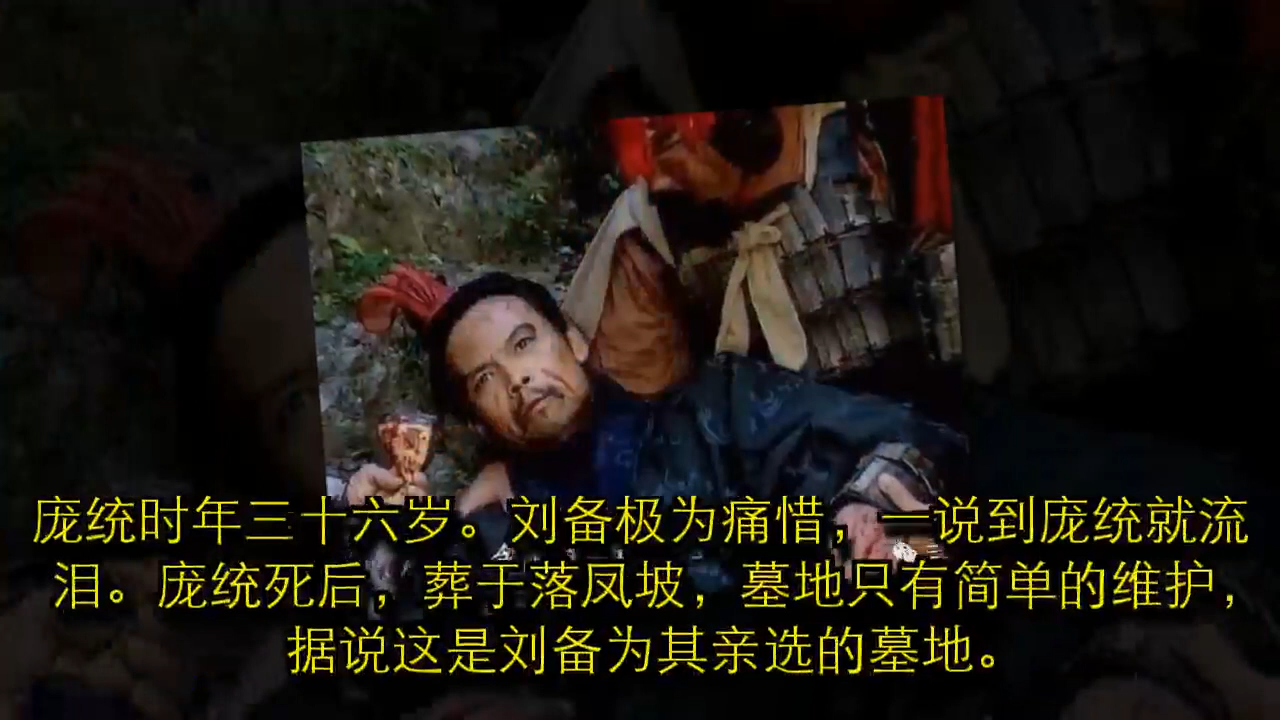 庞统时年三十六岁。刘备极为痛惜，一说到庞统就流
泪。庞统死后，葬于落凤坡，墓地只有简单的维护，
据说这是刘备为其亲选的墓地。